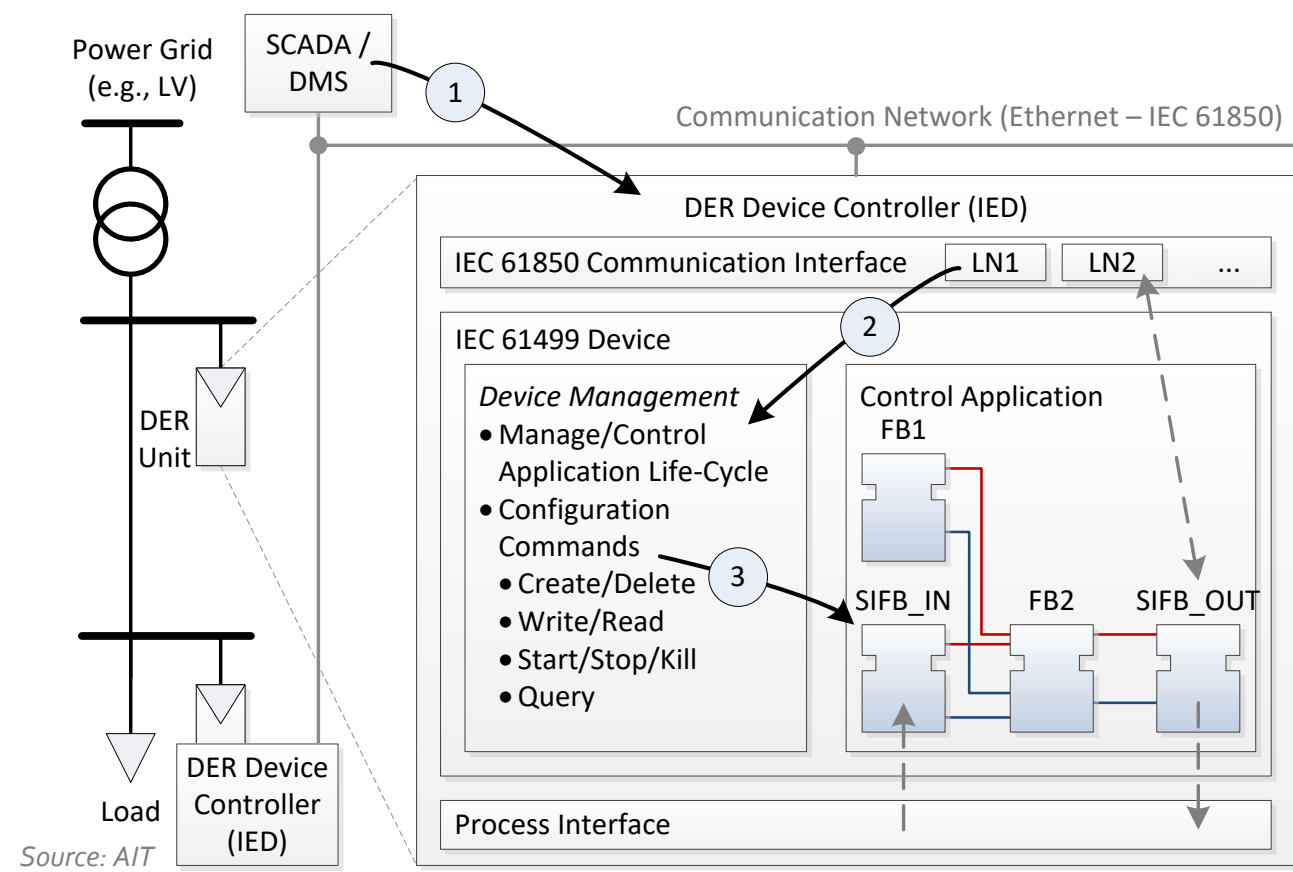 Power Grid
(e.g., LV)
SCADA /
DMS
1
Communication Network (Ethernet – IEC 61850)
DER Device Controller (IED)
IEC 61850 Communication Interface
LN1
LN2
...
2
IEC 61499 Device
Device Management
• Manage/Control
Application Life-Cycle
• Configuration
Commands
• Create/Delete
• Write/Read
• Start/Stop/Kill
• Query
3
Control Application
FB1
SIFB_IN
FB2
SIFB_OUT
Process Interface
DER
Unit
Load
DER Device
Controller
(IED)
Source: AIT